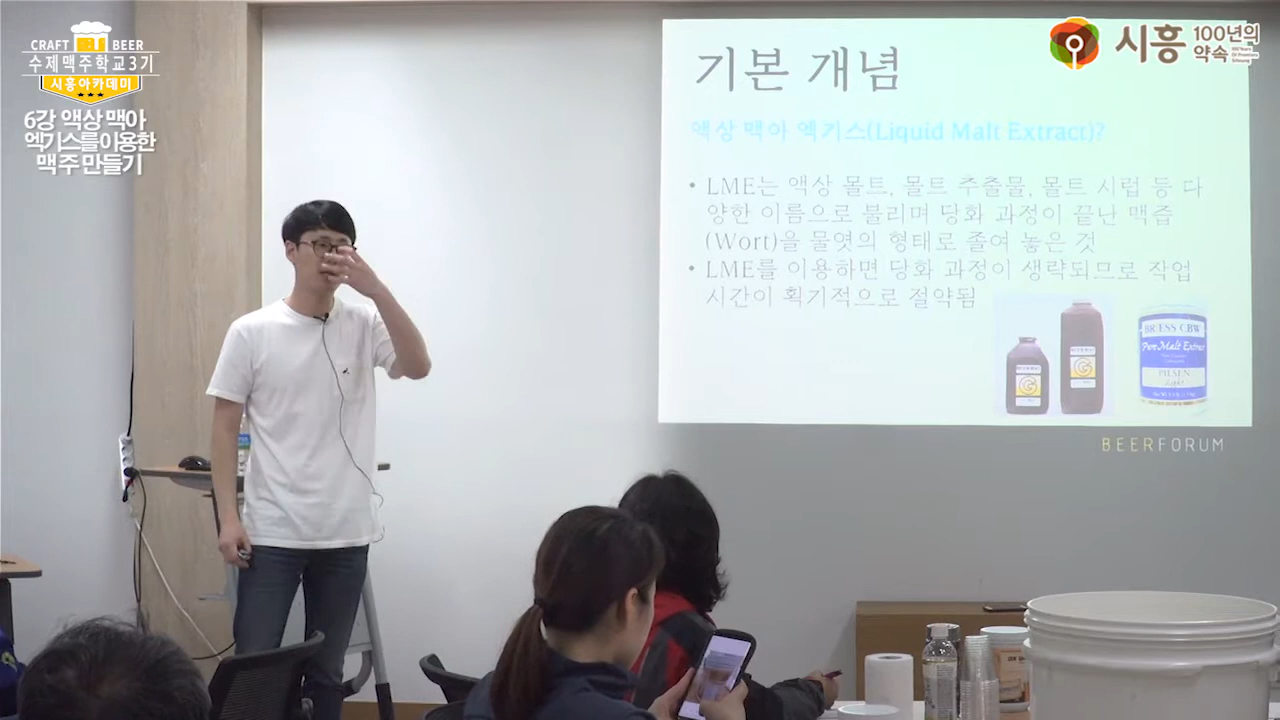 CRAFT BEER
수제맥주학교3기
시흥아카데미
6강 액상 맥아
엑기스를이용한
맥주 만들기
시흥 100년의
약속
기본 개념
액상 맥아 엑기스(Liquid Malt Extract)?
• LME는 액상 몰트, 몰트 추출물, 몰트 시럽 등 다
양한 이름으로 불리며 당화 과정이 끝난 맥즙
(Wort)을 물엿의 형태로 졸여 놓은 것
• LME를 이용하면 당화 과정이 생략되므로 작업
시간이 획기적으로 절약됨
BRIESS CBW
Pure Malt Extract
PILSEN
Light
BEERFORUM